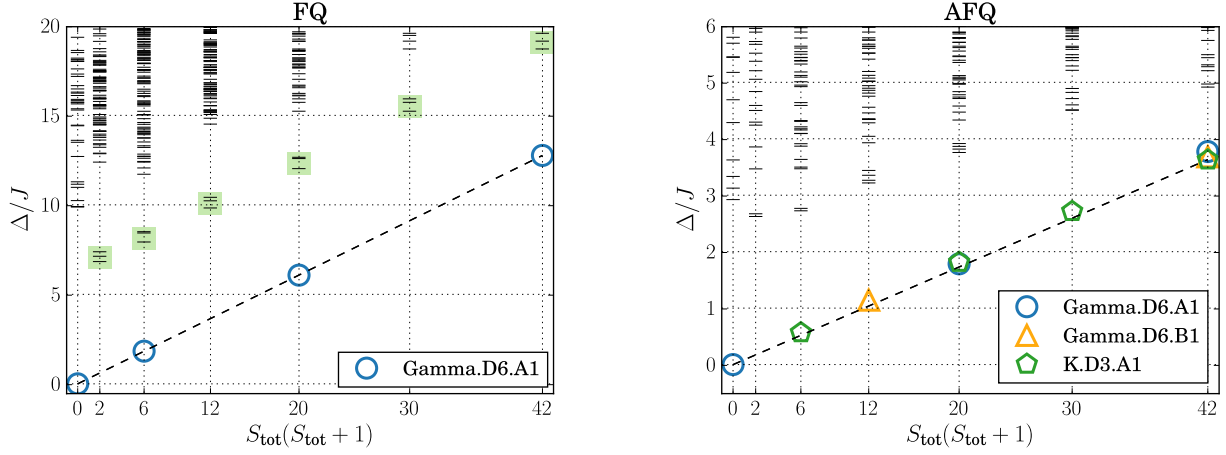 FQ
20
15
10
5
0
Δ/J
0 2 6 12 20 30 42
S_tot(S_tot + 1)
Gamma.D6.A1
AFQ
6
5
4
3
2
1
0
Δ/J
0 2 6 12 20 30 42
S_tot(S_tot + 1)
Gamma.D6.A1
Gamma.D6.B1
K.D3.A1